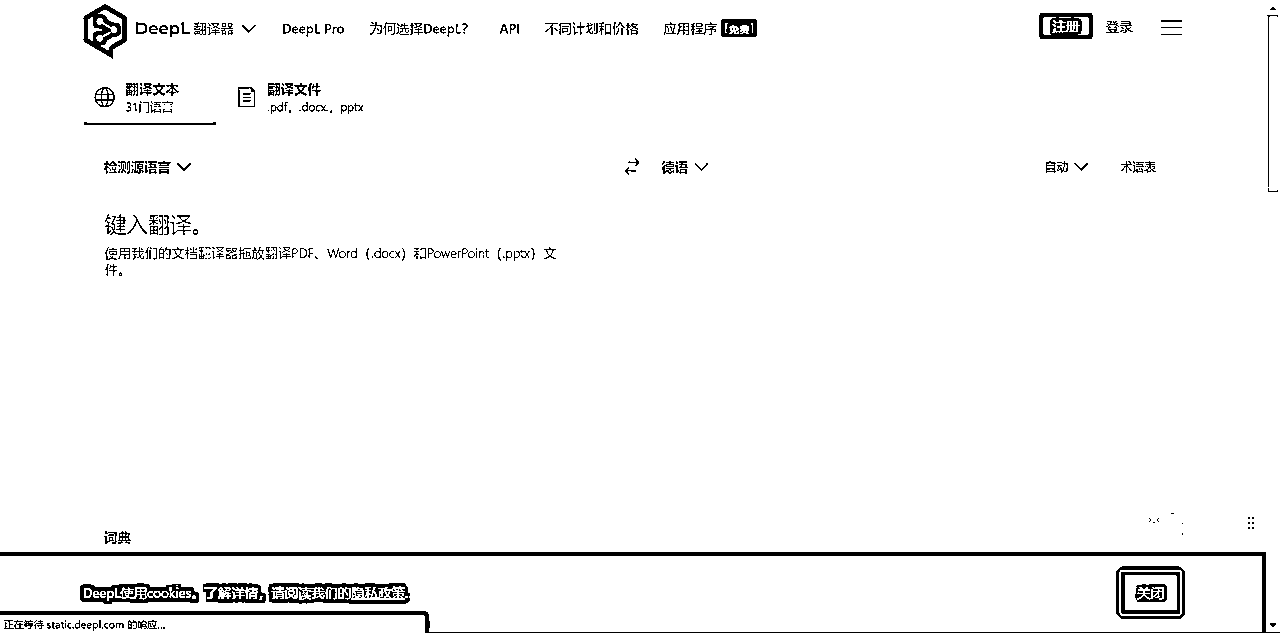 DeepL 翻译器 DeepL Pro 为何选择DeepL? API 不同计划和价格 应用程序 【免费】 注册 登录
翻译文本 翻译文件
31门语言 .pdf，.docx，pptx
检测源语言 德语 自动 术语表
键入翻译。
使用我们的文档翻译器拖放翻译PDF、Word（.docx）和PowerPoint（.pptx）文
件。
词典
DeepL使用cookies。了解详情，请阅读我们的隐私政策. 关闭
正在等待 static.deepl.com 的响应...